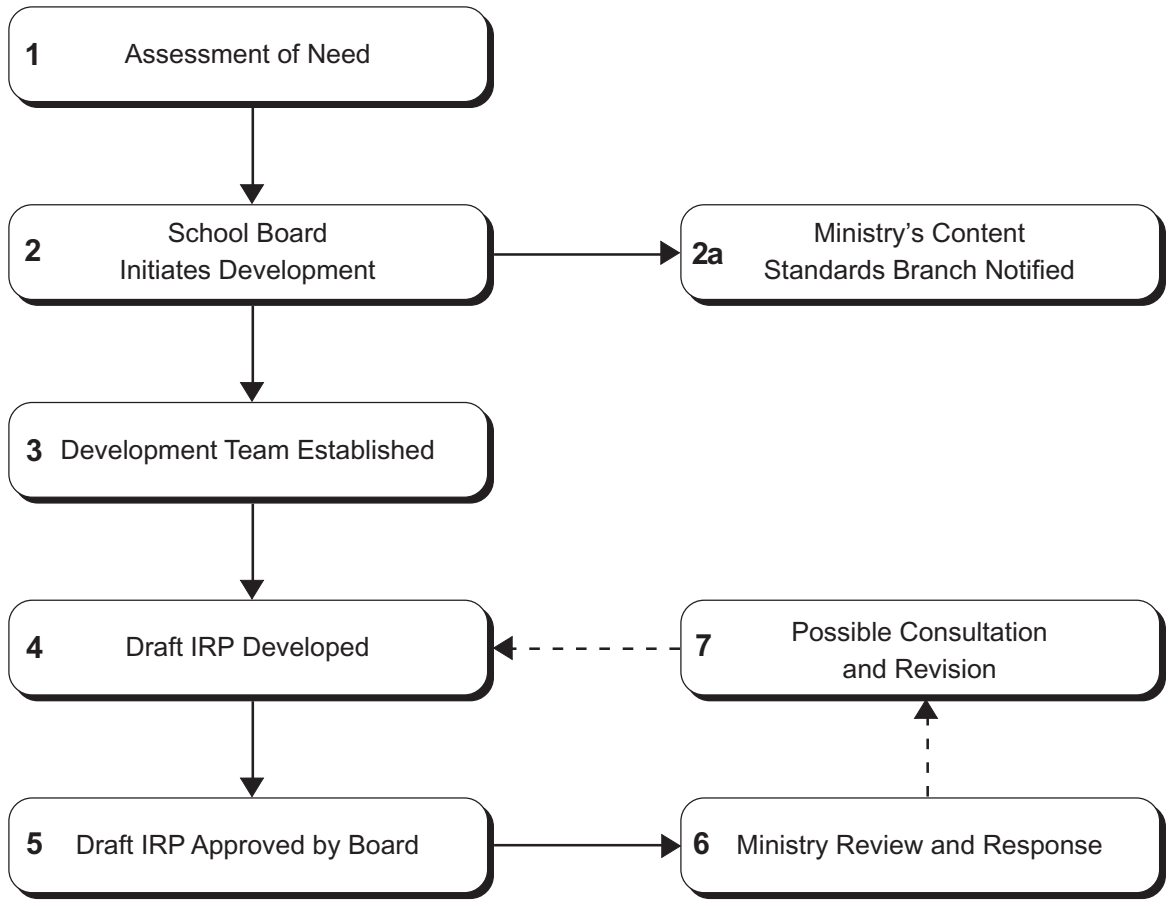 1 Assessment of Need
2 School Board
Initiates Development
2a Ministry's Content
Standards Branch Notified
3 Development Team Established
4 Draft IRP Developed
7 Possible Consultation
and Revision
5 Draft IRP Approved by Board
6 Ministry Review and Response